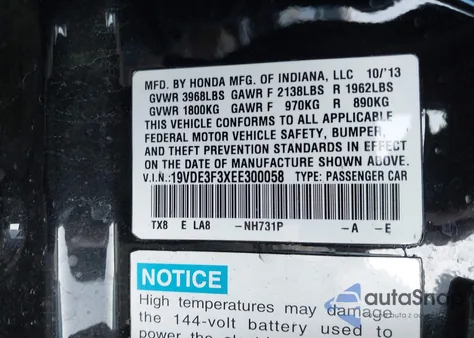 MFD. BY HONDA MFG. OF INDIANA, LLC 10/'13
GVWR 3968LBS GAWR F 2138LBS R 1962LBS
GVWR 1800KG GAWR F 970KG R 890KG
THIS VEHICLE CONFORMS TO ALL APPLICABLE
FEDERAL MOTOR VEHICLE SAFETY, BUMPER,
AND THEFT PREVENTION STANDARDS IN EFFECT
ON THE DATE OF MANUFACTURE SHOWN ABOVE.
V.I.N.:19VDE3F3XEE300058 TYPE: PASSENGER CAR
TX8 E LA8 -NH731P -A -E
NOTICE
High temperatures may damage
the 144-volt battery used to
power the
autaSnap